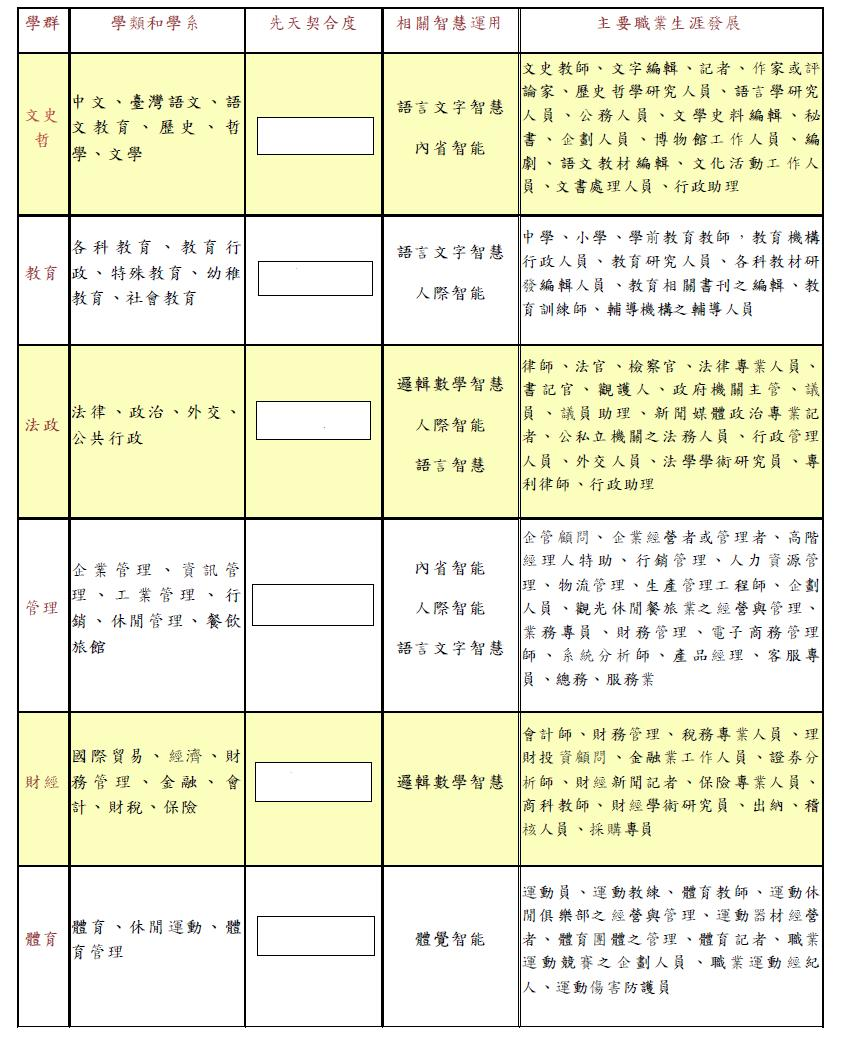 學群 學類和學系 先天契合度 相關智慧運用 主要職業生涯發展
文史
哲
中文、臺灣語文、語
文教育、歷史、哲
學、文學
語言文字智慧
內省智能
文史教師、文字編輯、記者、作家或評
論家、歷史哲學研究人員、語言學研究
人員、公務人員、文學史料編輯、秘
書、企劃人員、博物館工作人員、編
劇、語文教材編輯、文化活動工作人
員、文書處理人員、行政助理
教育
各科教育、教育行
政、特殊教育、幼稚
教育、社會教育
語言文字智慧
人際智能
中學、小學、學前教育教師，教育機構
行政人員、教育研究人員、各科教材研
發編輯人員、教育相關書刊之編輯、教
育訓練師、輔導機構之輔導人員
法政
法律、政治、外交、
公共行政
邏輯數學智慧
人際智能
語言智慧
律師、法官、檢察官、法律專業人員、
書記官、觀護人、政府機關主管、議
員、議員助理、新聞媒體政治專業記
者、公私立機關之法務人員、行政管理
人員、外交人員、法學學術研究員、專
利律師、行政助理
管理
企業管理、資訊管
理、工業管理、行
銷、休閒管理、餐飲
旅館
內省智能
人際智能
語言文字智慧
企管顧問、企業經營者或管理者、高階
經理人特助、行銷管理、人力資源管
理、物流管理、生產管理工程師、企劃
人員、觀光休閒餐旅業之經營與管理、
業務專員、財務管理、電子商務管理
師、系統分析師、產品經理、客服專
員、總務、服務業
財經
國際貿易、經濟、財
務管理、金融、會
計、財稅、保險
邏輯數學智慧
會計師、財務管理、稅務專業人員、理
財投資顧問、金融業工作人員、證券分
析師、財經新聞記者、保險專業人員、
商科教師、財經學術研究員、出納、稽
核人員、採購專員
體育
體育、休閒運動、體
育管理
體覺智能
運動員、運動教練、體育教師、運動休
閒俱樂部之經營與管理、運動器材經營
者、體育團體之管理、體育記者、職業
運動競賽之企劃人員、職業運動經紀
人、運動傷害防護員